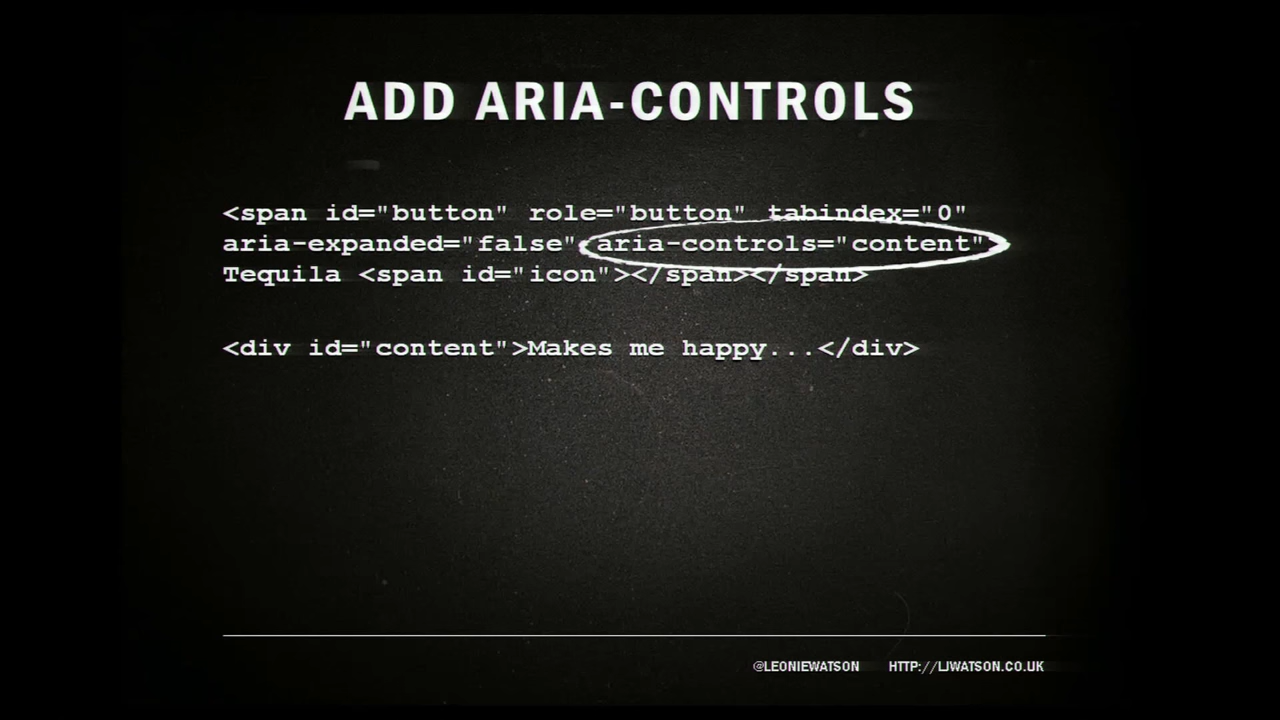 ADD ARIA-CONTROLS
<span id="button" role="button" tabindex="0"
aria-expanded="false" aria-controls="content">
Tequila <span id="icon"></span></span>
<div id="content">Makes me happy...</div>
@LEONIEWATSON HTTP://LJWATSON.CO.UK